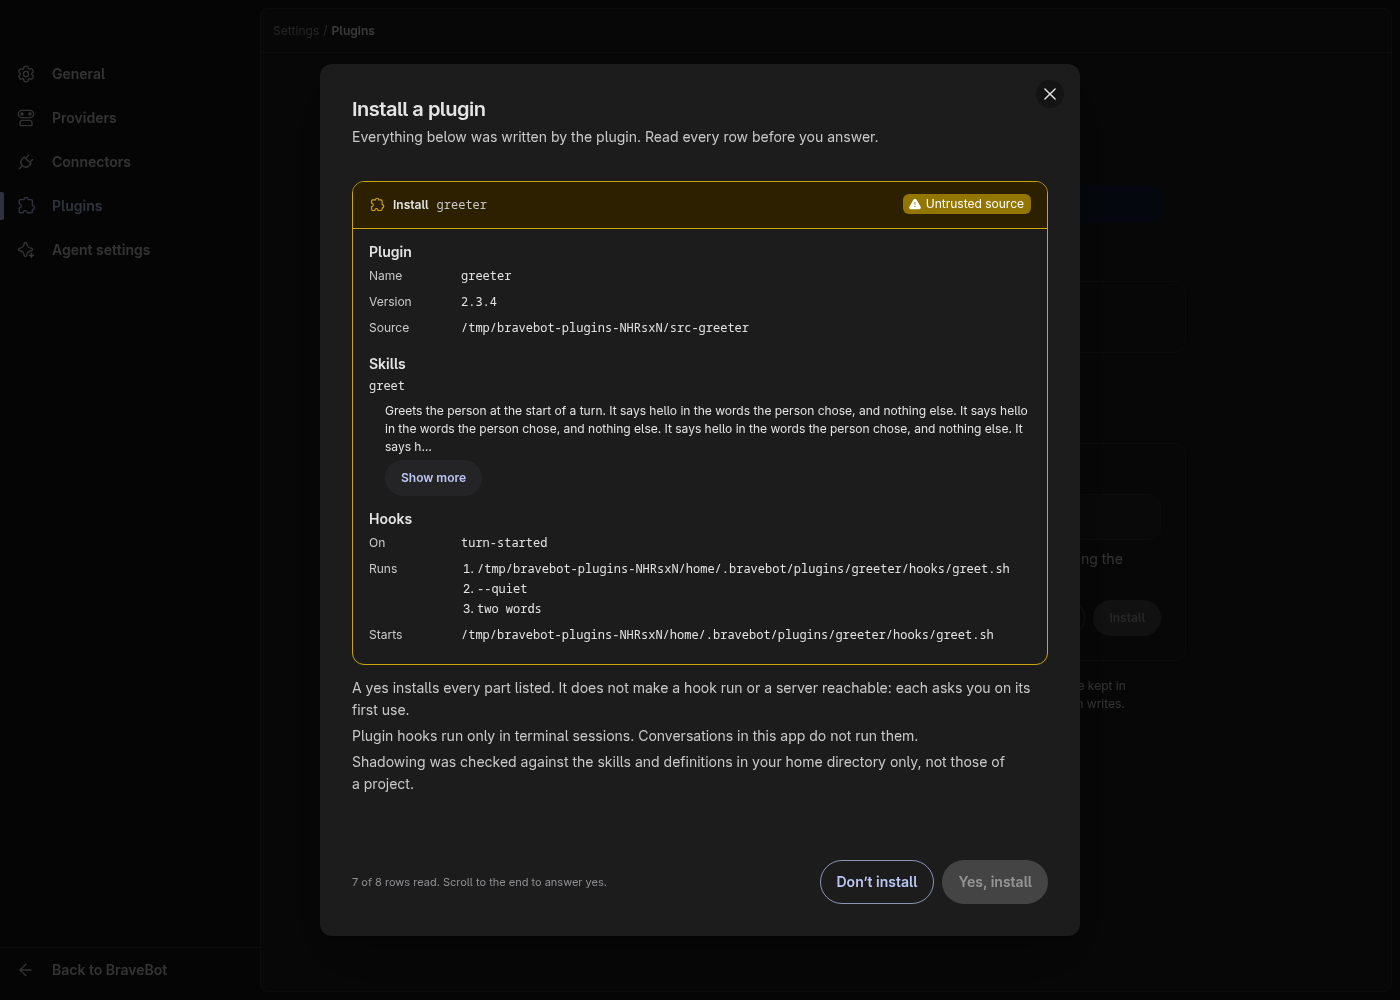 Settings / Plugins
General
Providers
Connectors
Plugins
Agent settings
Back to BraveBot
Install a plugin
Everything below was written by the plugin. Read every row before you answer.
Install greeter
Untrusted source
Plugin
Name greeter
Version 2.3.4
Source /tmp/bravebot-plugins-NHRsxN/src-greeter
Skills
greet
Greets the person at the start of a turn. It says hello in the words the person chose, and nothing else. It says hello
in the words the person chose, and nothing else. It says hello in the words the person chose, and nothing else. It
says h...
Show more
Hooks
On turn-started
Runs 1. /tmp/bravebot-plugins-NHRsxN/home/.bravebot/plugins/greeter/hooks/greet.sh
2. --quiet
3. two words
Starts /tmp/bravebot-plugins-NHRsxN/home/.bravebot/plugins/greeter/hooks/greet.sh
A yes installs every part listed. It does not make a hook run or a server reachable: each asks you on its
first use.
Plugin hooks run only in terminal sessions. Conversations in this app do not run them.
Shadowing was checked against the skills and definitions in your home directory only, not those of
a project.
7 of 8 rows read. Scroll to the end to answer yes.
Don't install
Yes, install
ng the
Install
e kept in
writes.